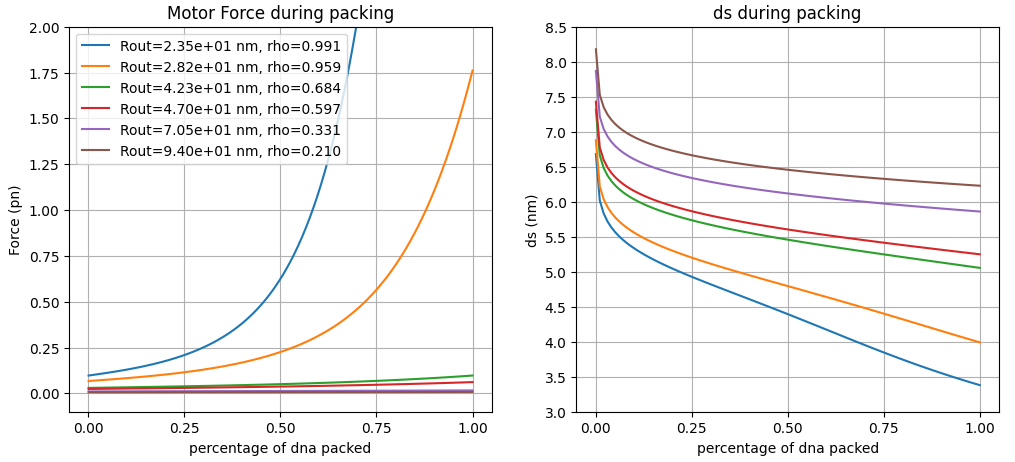 Motor Force during packing
2.00
1.75
1.50
1.25
1.00
0.75
0.50
0.25
0.00
Force (pn)
Rout=2.35e+01 nm, rho=0.991
Rout=2.82e+01 nm, rho=0.959
Rout=4.23e+01 nm, rho=0.684
Rout=4.70e+01 nm, rho=0.597
Rout=7.05e+01 nm, rho=0.331
Rout=9.40e+01 nm, rho=0.210
0.00 0.25 0.50 0.75 1.00
percentage of dna packed
ds during packing
8.5
8.0
7.5
7.0
6.5
6.0
5.5
5.0
4.5
4.0
3.5
3.0
ds (nm)
0.00 0.25 0.50 0.75 1.00
percentage of dna packed